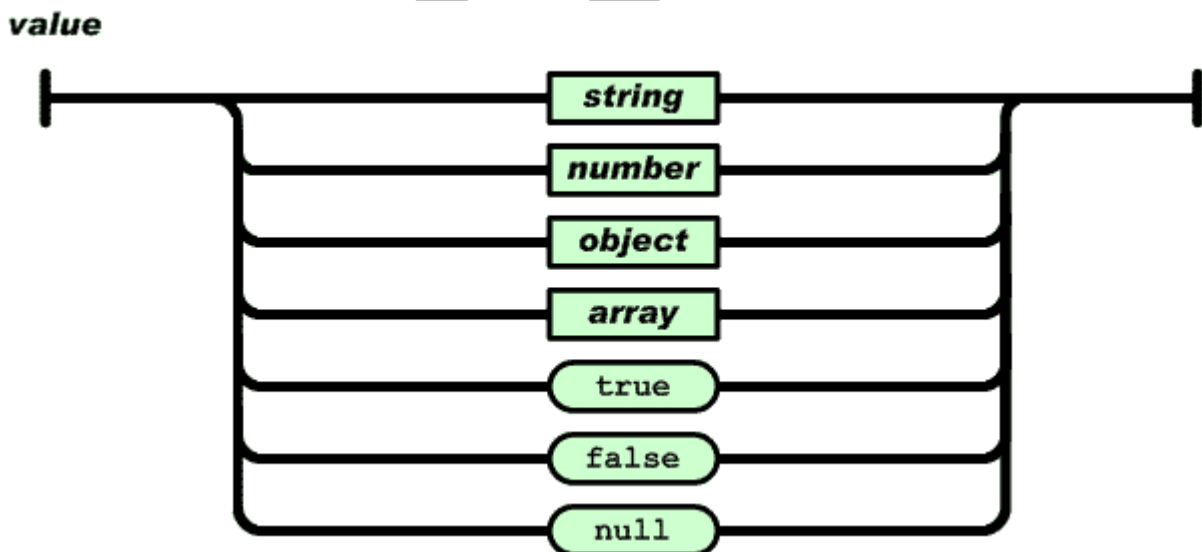 value
string
number
object
array
true
false
null